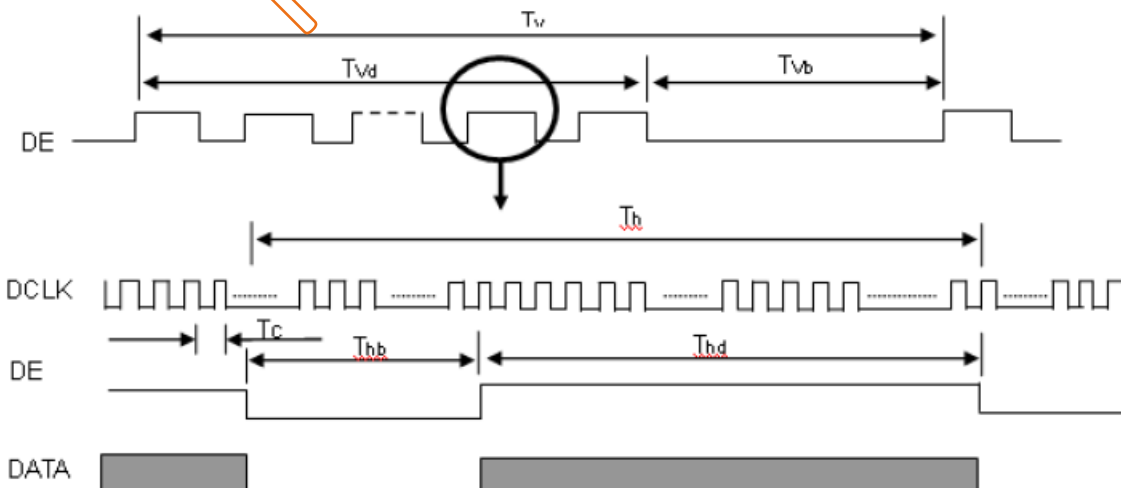 Tv
Tvd
Tvb
DE
Th
DCLK
Tc
Thb
Thd
DE
DATA